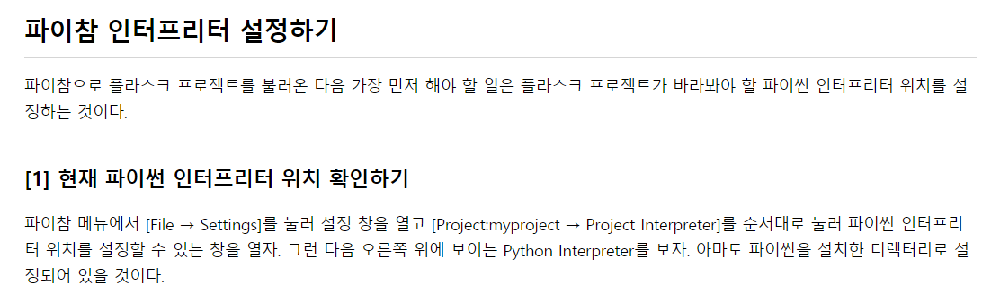 파이참 인터프리터 설정하기
파이참으로 플라스크 프로젝트를 불러온 다음 가장 먼저 해야 할 일은 플라스크 프로젝트가 바라봐야 할 파이썬 인터프리터 위치를 설
정하는 것이다.
[1] 현재 파이썬 인터프리터 위치 확인하기
파이참 메뉴에서 [File → Settings]를 눌러 설정 창을 열고 [Project:myproject → Project Interpreter]를 순서대로 눌러 파이썬 인터프리
터 위치를 설정할 수 있는 창을 열자. 그런 다음 오른쪽 위에 보이는 Python Interpreter를 보자. 아마도 파이썬을 설치한 디렉터리로 설
정되어 있을 것이다.